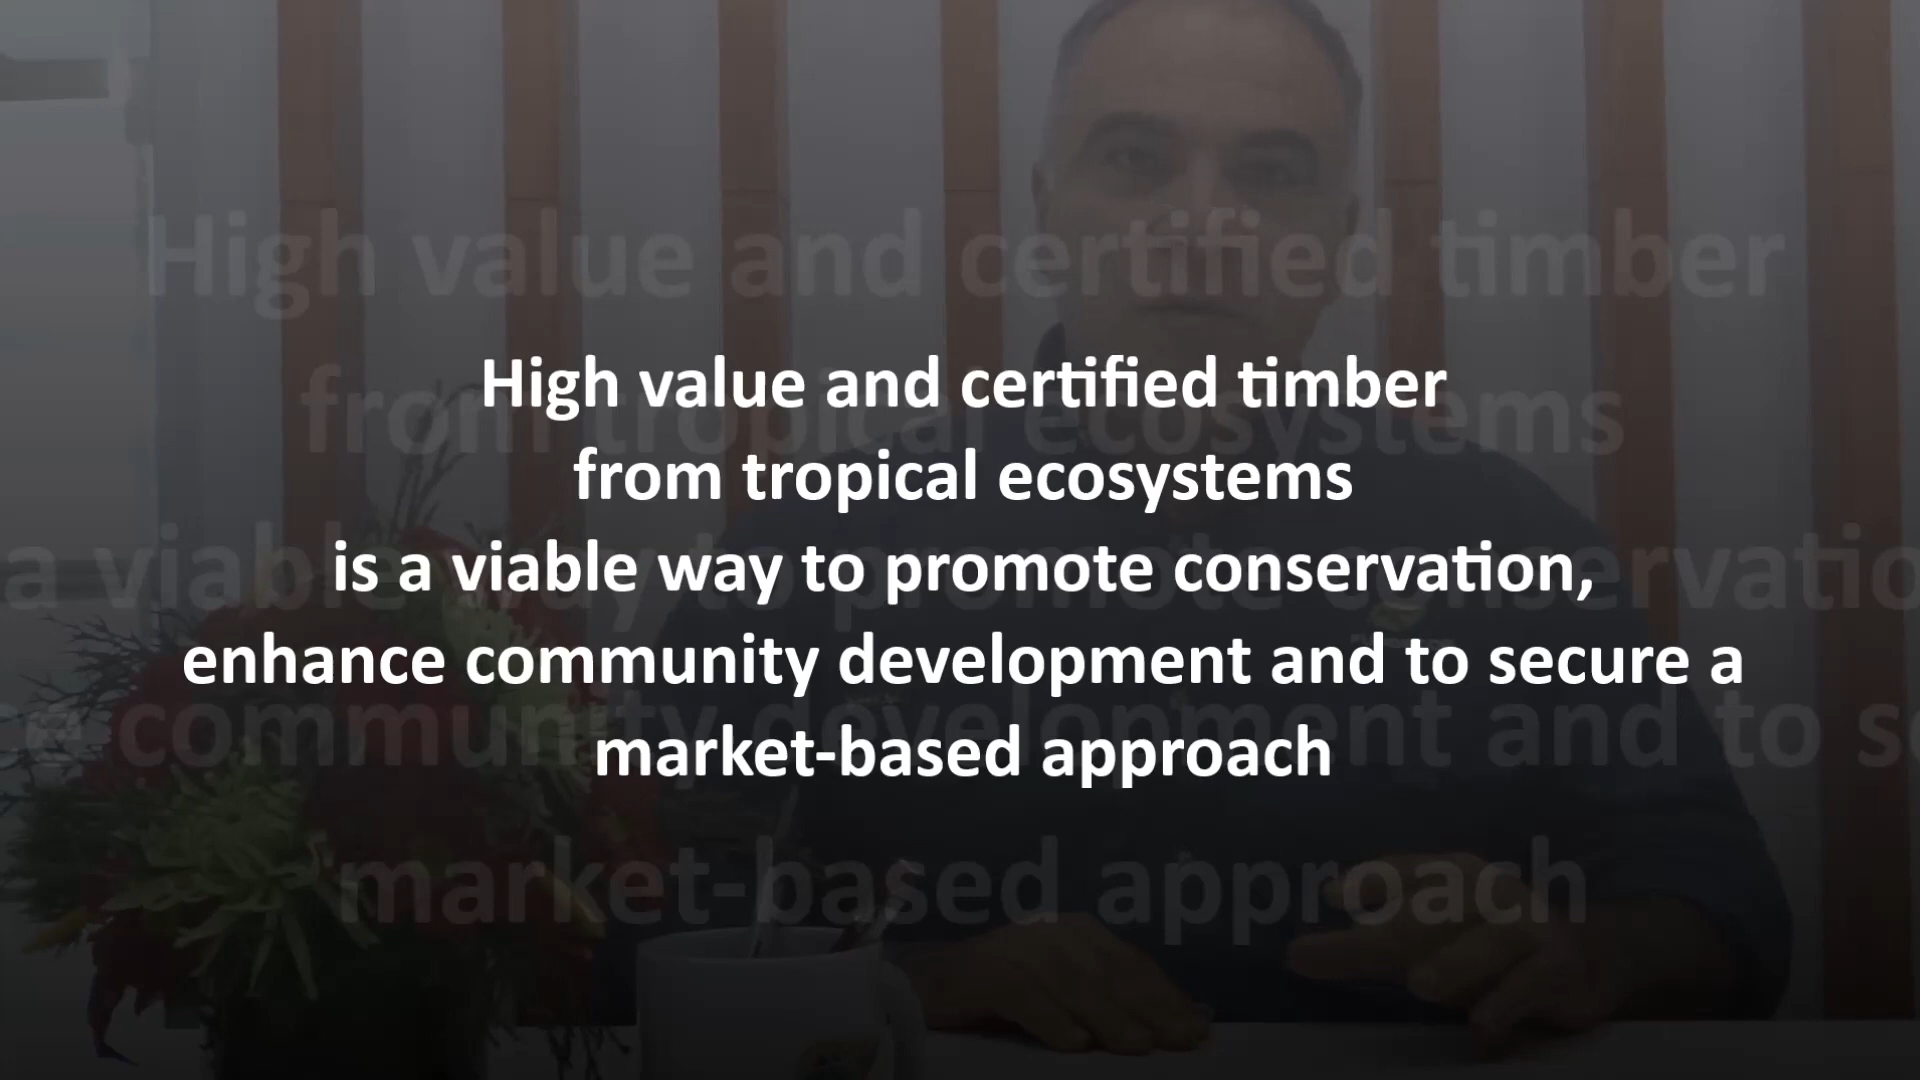 High value and certified timber
from tropical ecosystems
is a viable way to promote conservation,
enhance community development and to secure a
market-based approach